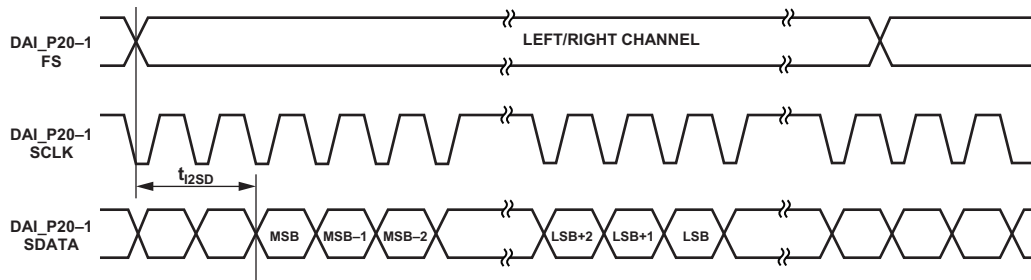 DAI_P20–1
FS
LEFT/RIGHT CHANNEL
DAI_P20–1
SCLK
tI2SD
DAI_P20–1
SDATA
MSB
MSB–1
MSB–2
LSB+2
LSB+1
LSB